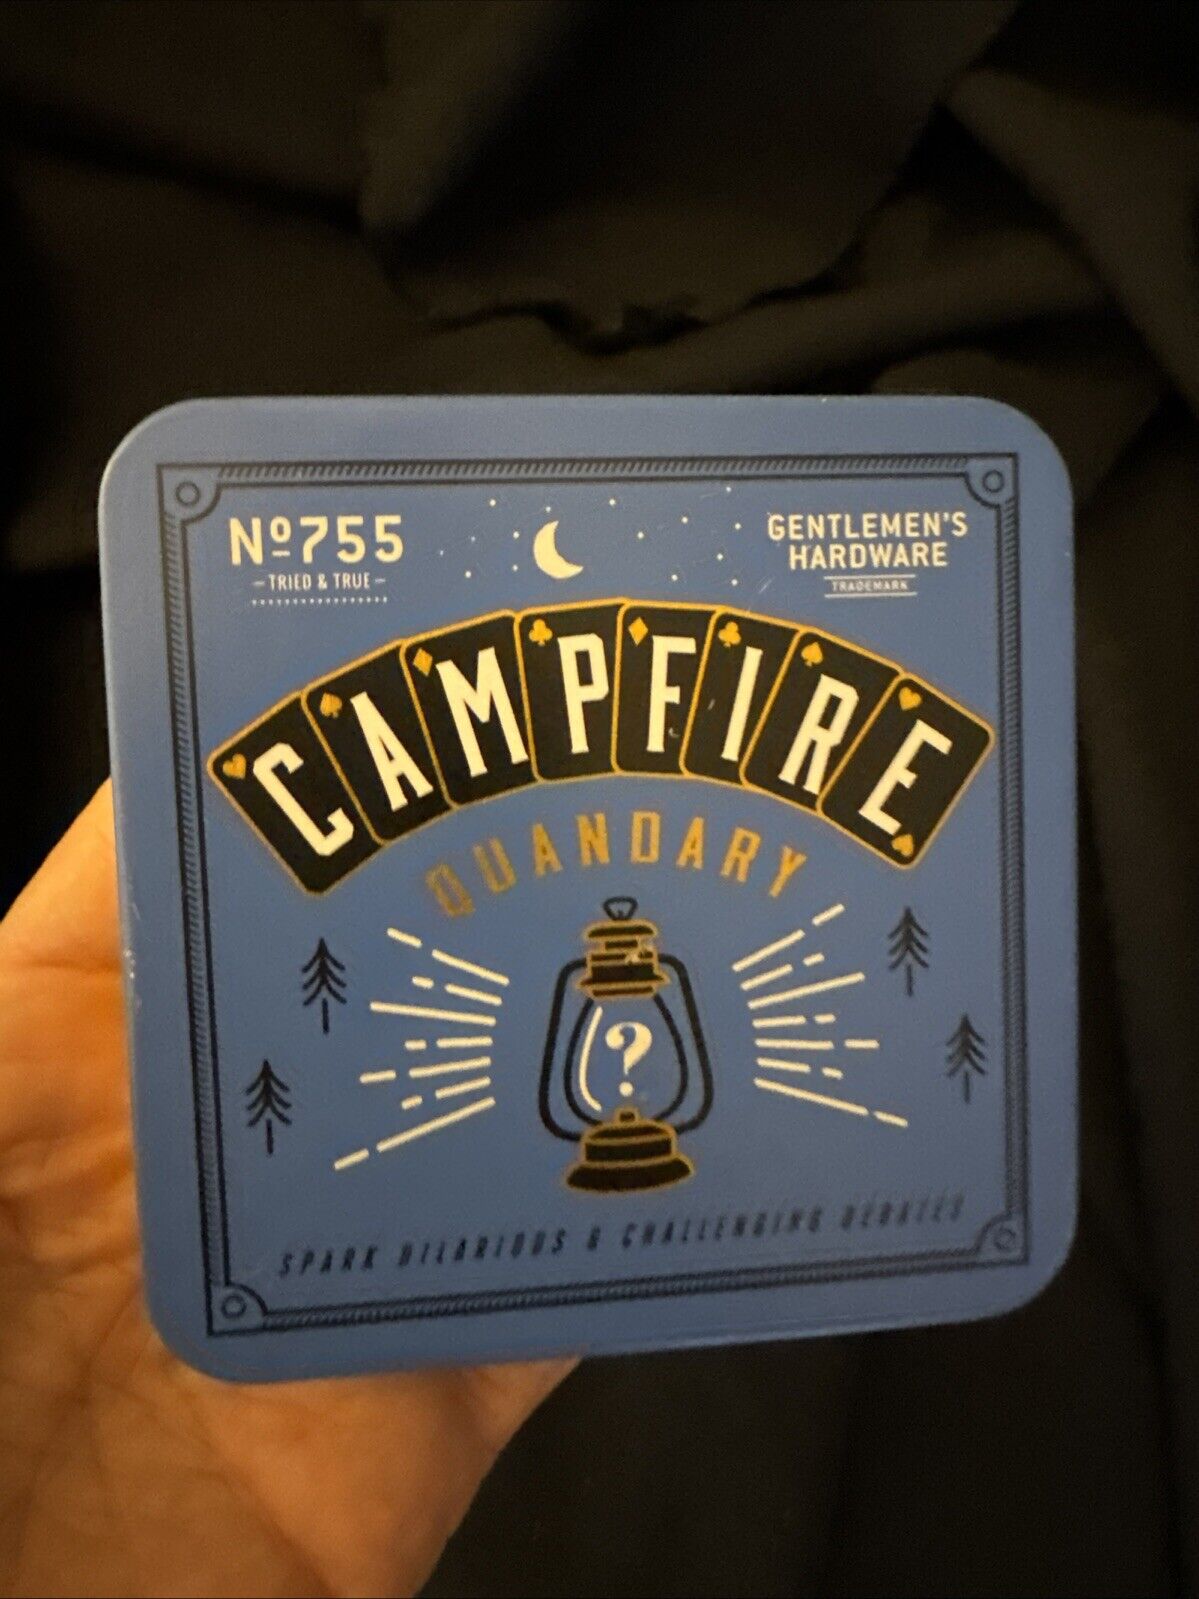 Nº755
TRIED & TRUE
GENTLEMEN'S
HARDWARE
TRADEMARK
CAMPFIRE
QUANDARY
?
SPARK HILARIOUS & CHALLENGING DEBATES